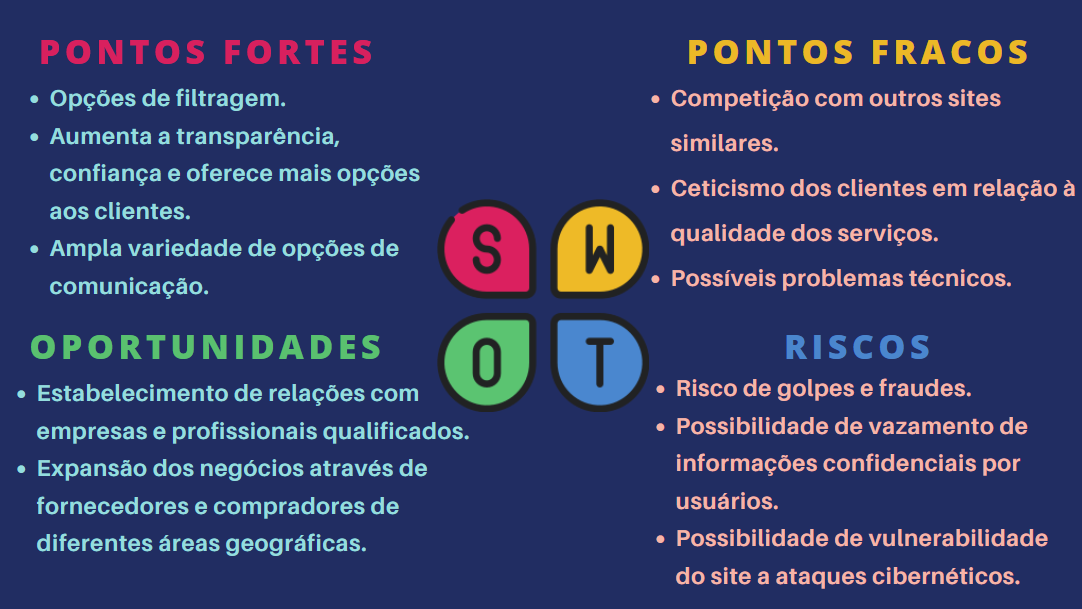 PONTOS FORTES
• Opções de filtragem.
• Aumenta a transparência,
confiança e oferece mais opções
aos clientes.
• Ampla variedade de opções de
comunicação.
PONTOS FRACOS
• Competição com outros sites
similares.
• Ceticismo dos clientes em relação à
qualidade dos serviços.
• Possíveis problemas técnicos.
S W
O T
OPORTUNIDADES
• Estabelecimento de relações com
empresas e profissionais qualificados.
• Expansão dos negócios através de
fornecedores e compradores de
diferentes áreas geográficas.
RISCOS
• Risco de golpes e fraudes.
• Possibilidade de vazamento de
informações confidenciais por
usuários.
• Possibilidade de vulnerabilidade
do site a ataques cibernéticos.